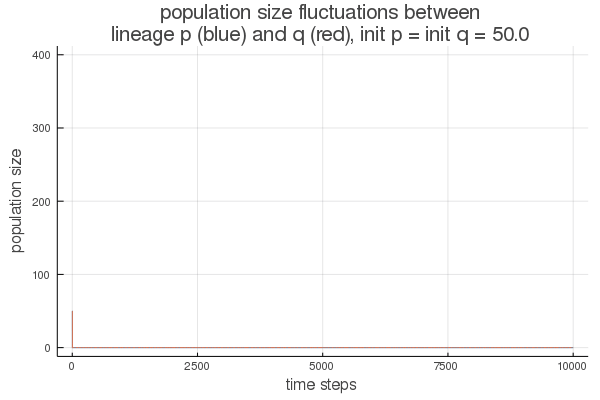 population size fluctuations between
lineage p (blue) and q (red), init p = init q = 50.0
400
300
200
100
0
population size
0 2500 5000 7500 10000
time steps